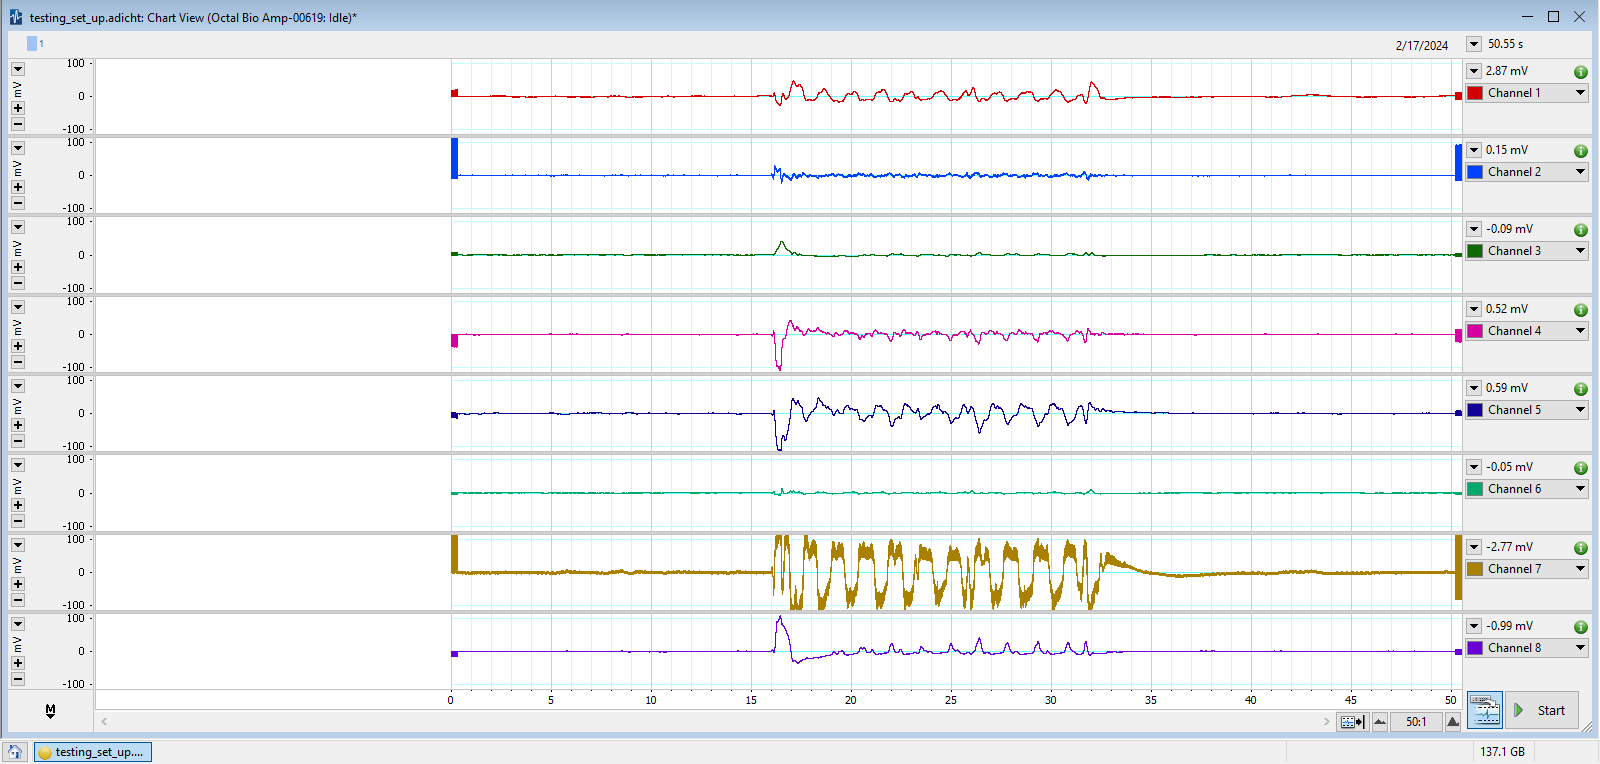 testing_set_up.adicht: Chart View (Octal Bio Amp-00619: Idle)*
1
2/17/2024
50.55 s
100
mV
0
-100
2.87 mV
Channel 1
100
mV
0
-100
0.15 mV
Channel 2
100
mV
0
-100
-0.09 mV
Channel 3
100
mV
0
-100
0.52 mV
Channel 4
100
mV
0
-100
0.59 mV
Channel 5
100
mV
0
-100
-0.05 mV
Channel 6
100
mV
0
-100
-2.77 mV
Channel 7
100
mV
0
-100
-0.99 mV
Channel 8
0 5 10 15 20 25 30 35 40 45 50
M
50:1
Start
testing_set_up....
137.1 GB